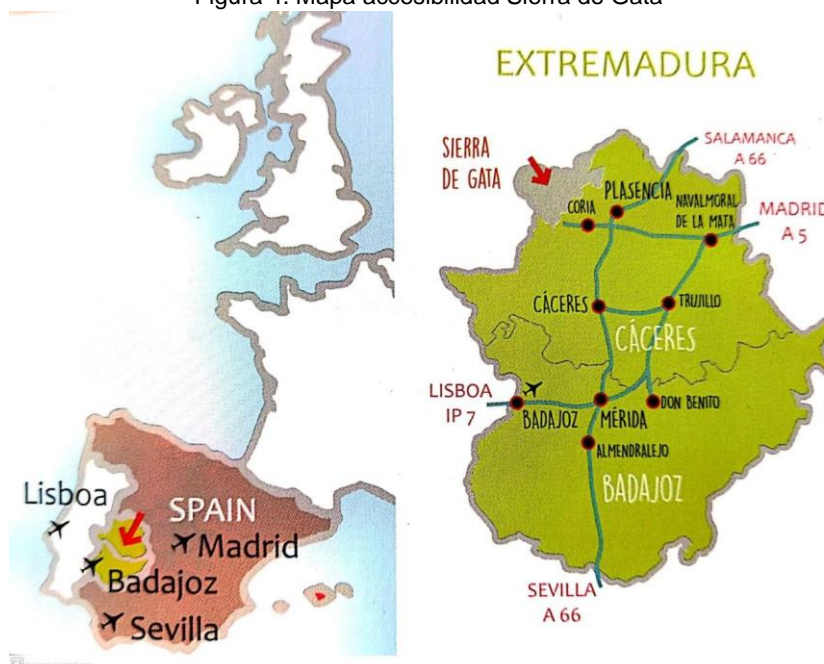 Figura 1. Mapa accesibilidad Sierra de Gata
Lisboa
SPAIN
Madrid
Badajoz
Sevilla
EXTREMADURA
SIERRA
DE GATA
SALAMANCA
A 66
PLASENCIA
CORIA
NAVALMORAL
DE LA MATA
MADRID
A 5
CÁCERES
TRUJILLO
CÁCERES
LISBOA
IP 7
BADAJOZ
MÉRIDA
DON BENITO
ALMENDRALEJO
BADAJOZ
SEVILLA
A 66